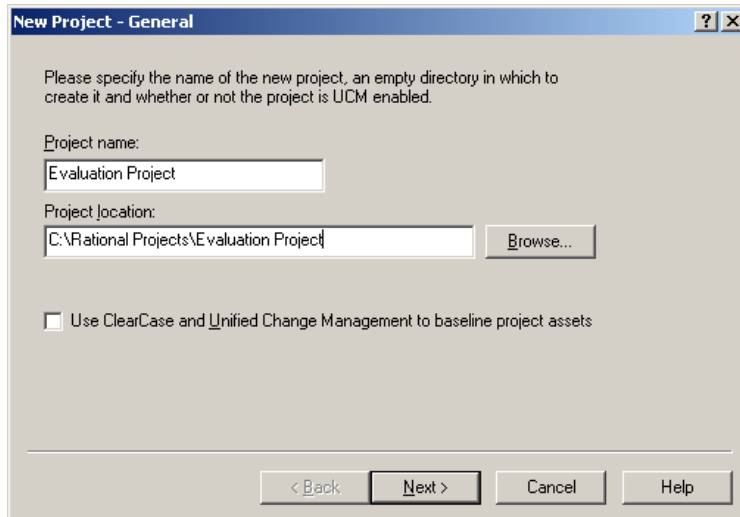 New Project - General
Please specify the name of the new project, an empty directory in which to
create it and whether or not the project is UCM enabled.
Project name:
Evaluation Project
Project location:
C:\Rational Projects\Evaluation Project
Browse...
Use ClearCase and Unified Change Management to baseline project assets
< Back Next > Cancel Help